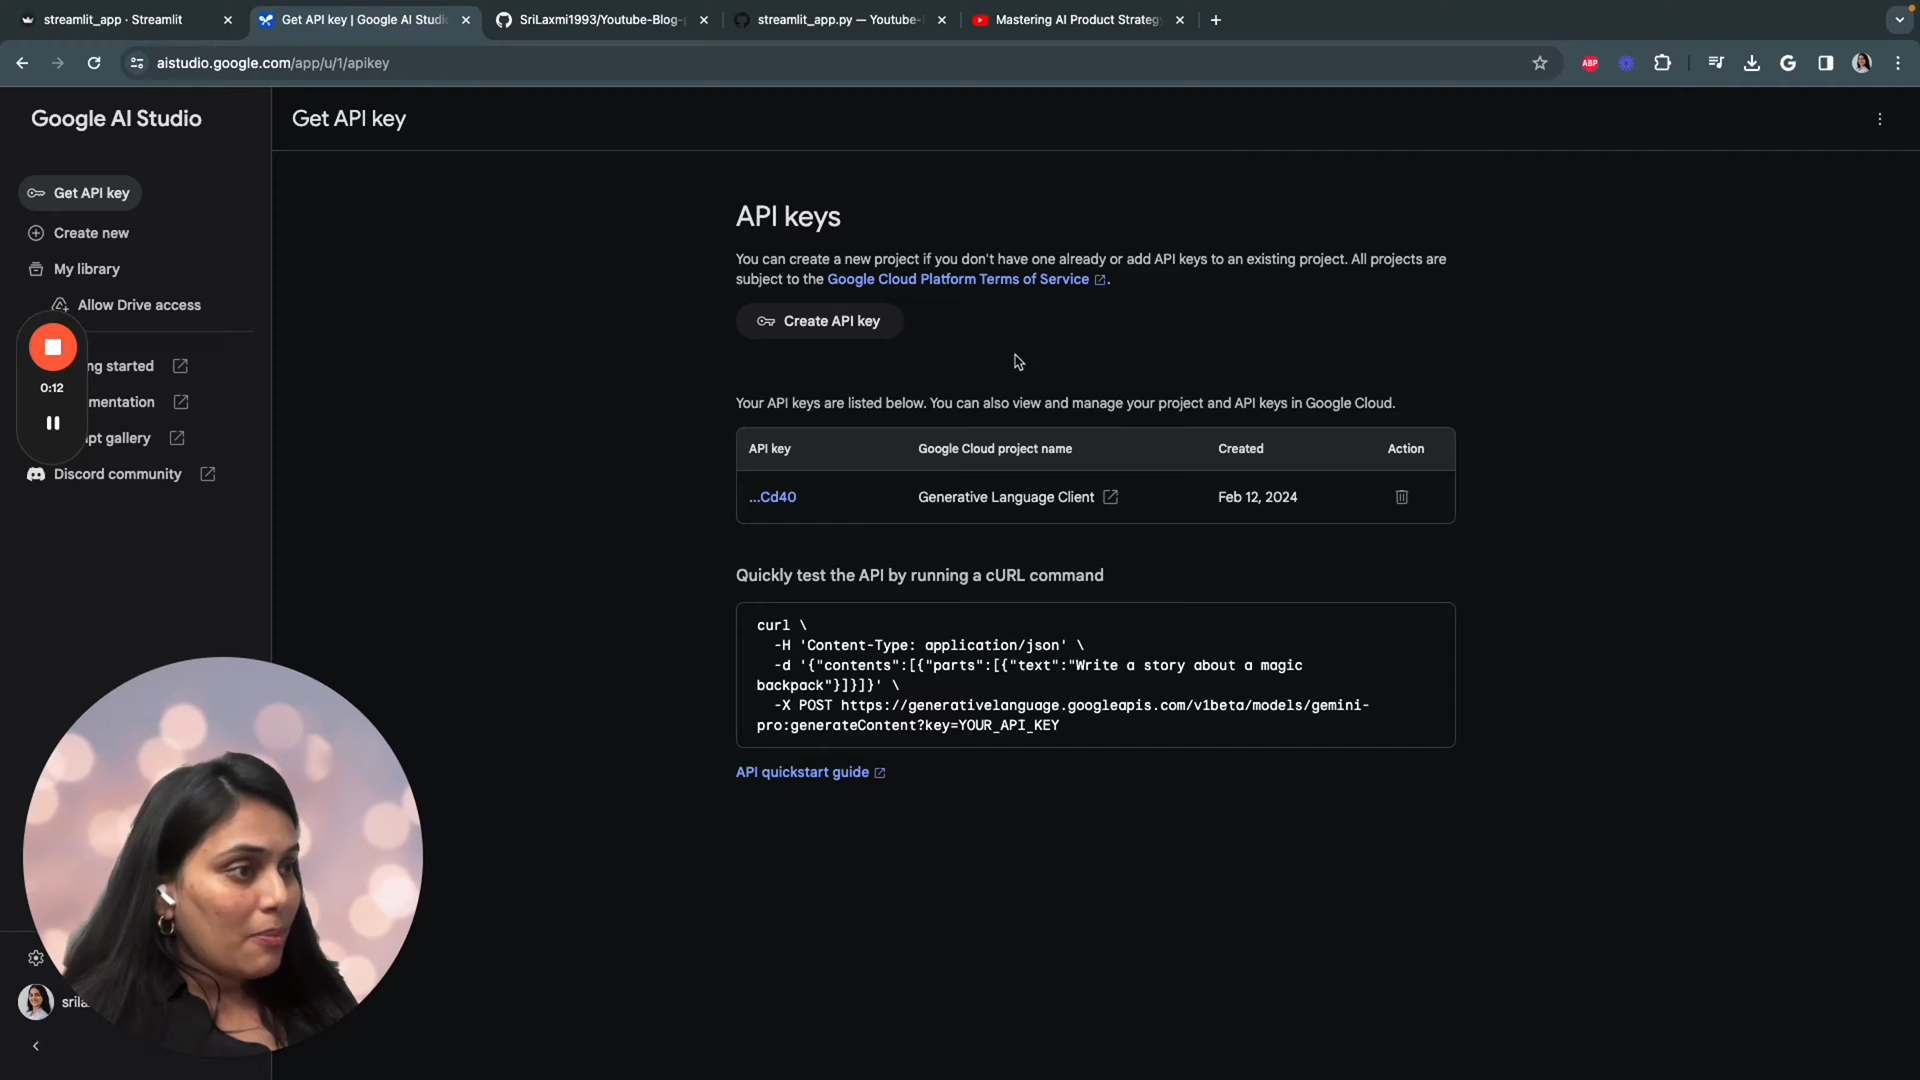 streamlit_app · Streamlit
Get API key | Google AI Studio
SriLaxmi1993/Youtube-Blog-
streamlit_app.py — Youtube-
Mastering AI Product Strategy
aistudio.google.com/app/u/1/apikey
ABP
Google AI Studio
Get API key
Get API key
Create new
My library
Allow Drive access
ng started
mentation
pt gallery
Discord community
0:12
API keys
You can create a new project if you don't have one already or add API keys to an existing project. All projects are
subject to the Google Cloud Platform Terms of Service .
Create API key
Your API keys are listed below. You can also view and manage your project and API keys in Google Cloud.
API key Google Cloud project name Created Action
...Cd40 Generative Language Client Feb 12, 2024
Quickly test the API by running a cURL command
curl \
-H 'Content-Type: application/json' \
-d '{"contents":[{"parts":[{"text":"Write a story about a magic
backpack"}]}]}' \
-X POST https://generativelanguage.googleapis.com/v1beta/models/gemini-
pro:generateContent?key=YOUR_API_KEY
API quickstart guide
srila